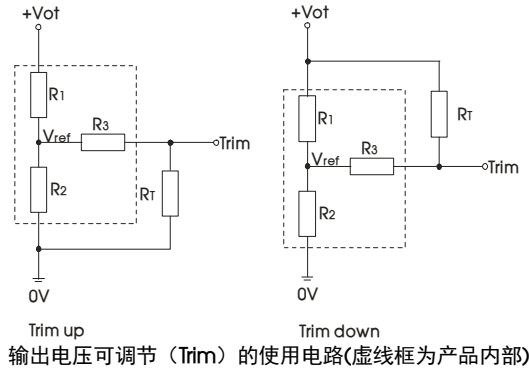 +Vot
R1
Vref
R3
Trim
R2
RT
0V
Trim up
+Vot
R1
RT
Vref
R3
Trim
R2
0V
Trim down
输出电压可调节（Trim）的使用电路(虚线框为产品内部)